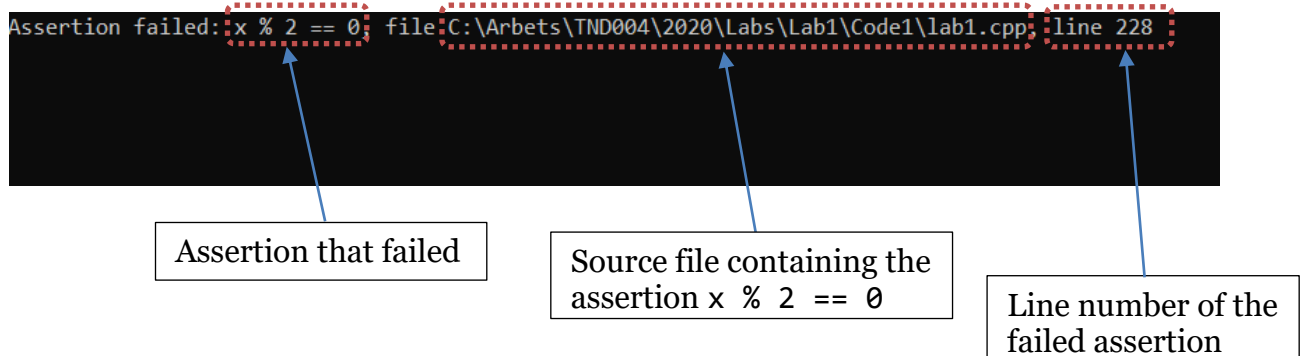 Assertion failed: x % 2 == 0, file C:\Arbets\TND004\2020\Labs\Lab1\Code1\lab1.cpp, line 228
Assertion that failed
Source file containing the
assertion x % 2 == 0
Line number of the
failed assertion